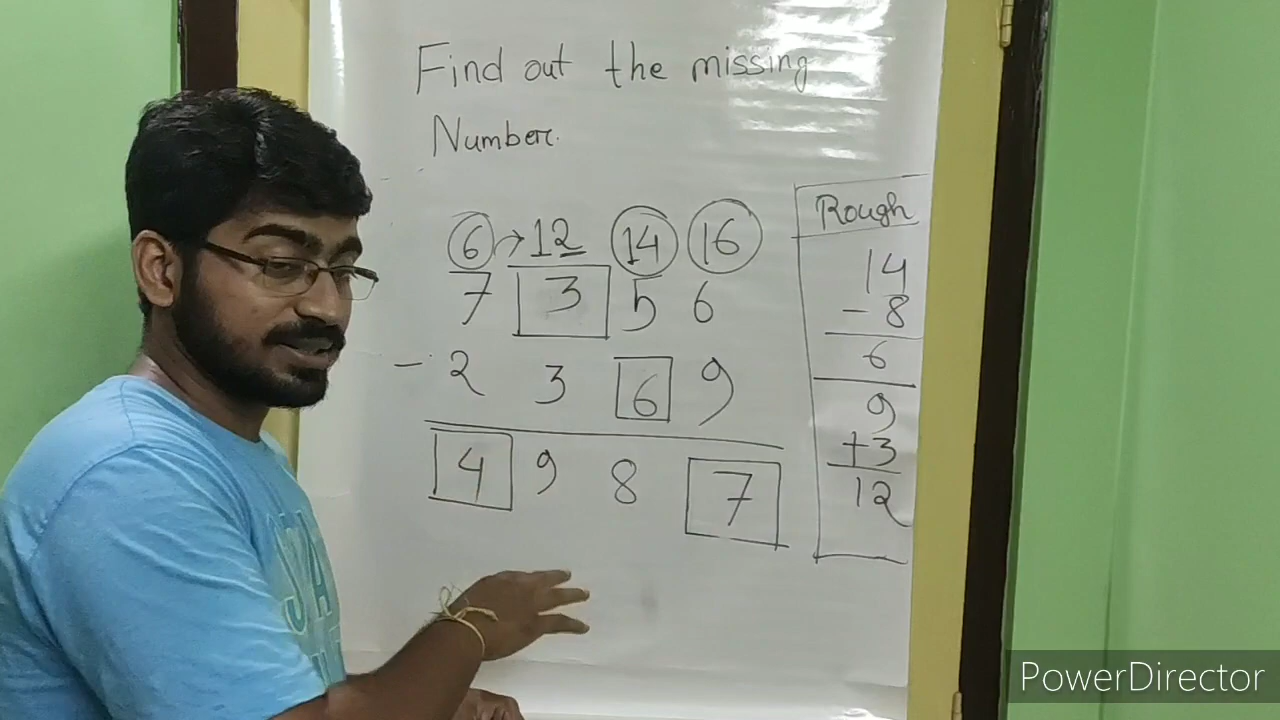 Find out the missing
Number.
6 → 12 14 16
7 3 5 6
- 2 3 6 9
4 9 8 7
Rough
14
- 8
6
9
+3
12
PowerDirector